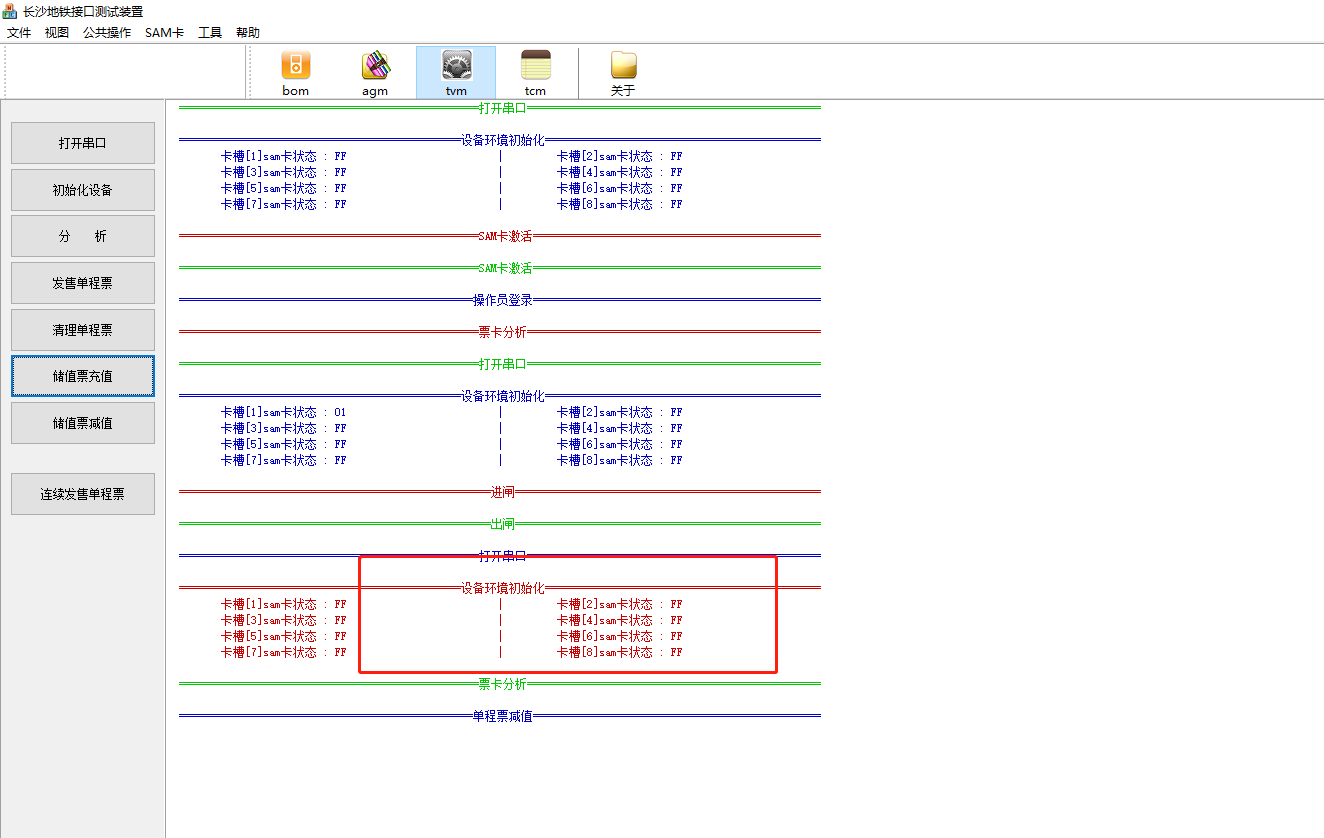 长沙地铁接口测试装置
文件 视图 公共操作 SAM卡 工具 帮助
bom agm tvm tcm 关于
打开串口
初始化设备
分 析
发售单程票
清理单程票
储值票充值
储值票减值
连续发售单程票
打开串口
设备环境初始化
卡槽[1]sam卡状态 : FF | 卡槽[2]sam卡状态 : FF
卡槽[3]sam卡状态 : FF | 卡槽[4]sam卡状态 : FF
卡槽[5]sam卡状态 : FF | 卡槽[6]sam卡状态 : FF
卡槽[7]sam卡状态 : FF | 卡槽[8]sam卡状态 : FF
SAM卡激活
SAM卡激活
操作员登录
票卡分析
打开串口
设备环境初始化
卡槽[1]sam卡状态 : 01 | 卡槽[2]sam卡状态 : FF
卡槽[3]sam卡状态 : FF | 卡槽[4]sam卡状态 : FF
卡槽[5]sam卡状态 : FF | 卡槽[6]sam卡状态 : FF
卡槽[7]sam卡状态 : FF | 卡槽[8]sam卡状态 : FF
进闸
出闸
打开串口
设备环境初始化
卡槽[1]sam卡状态 : FF | 卡槽[2]sam卡状态 : FF
卡槽[3]sam卡状态 : FF | 卡槽[4]sam卡状态 : FF
卡槽[5]sam卡状态 : FF | 卡槽[6]sam卡状态 : FF
卡槽[7]sam卡状态 : FF | 卡槽[8]sam卡状态 : FF
票卡分析
单程票减值